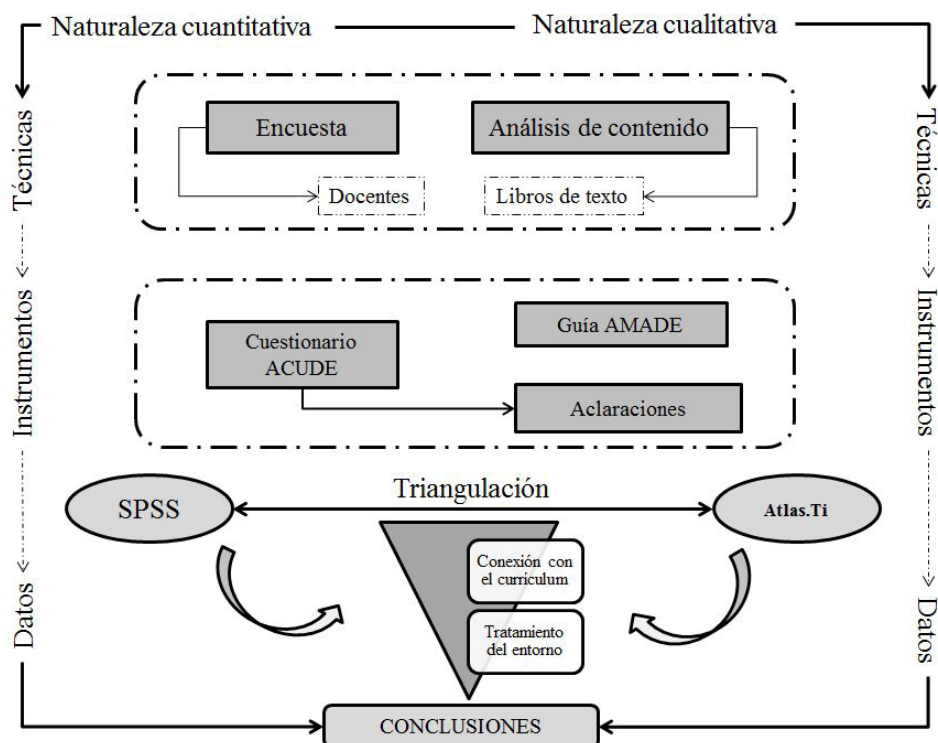 Naturaleza cuantitativa
Naturaleza cualitativa
Técnicas
Técnicas
Encuesta
Análisis de contenido
Docentes
Libros de texto
Instrumentos
Instrumentos
Cuestionario
ACUDE
Guía AMADE
Aclaraciones
Triangulación
SPSS
Atlas.Ti
Conexión con
el curriculum
Tratamiento
del entorno
Datos
Datos
CONCLUSIONES